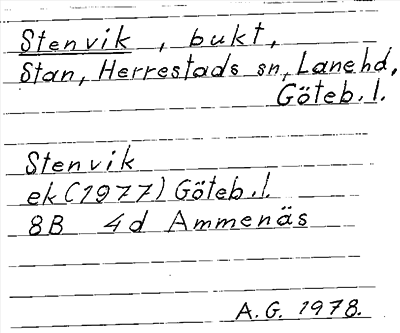 Stenvik, bukt,
Stan, Herrestads sn, Lanehd,
Göteb.l.
Stenvik
ek (1977) Göteb.l.
8B 4d Ammenäs
A.G. 1978.